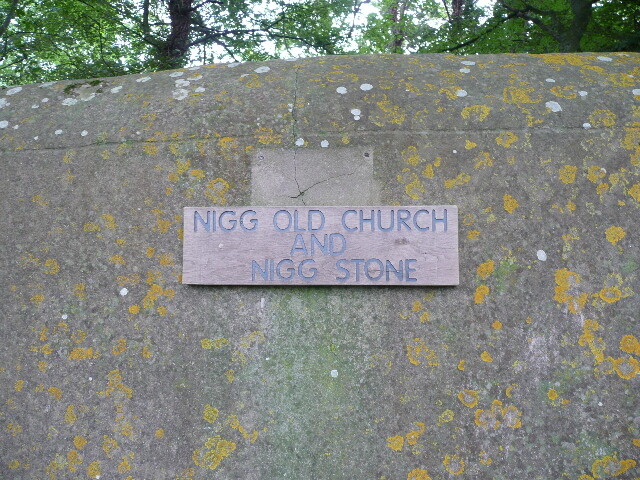 NIGG OLD CHURCH
AND
NIGG STONE